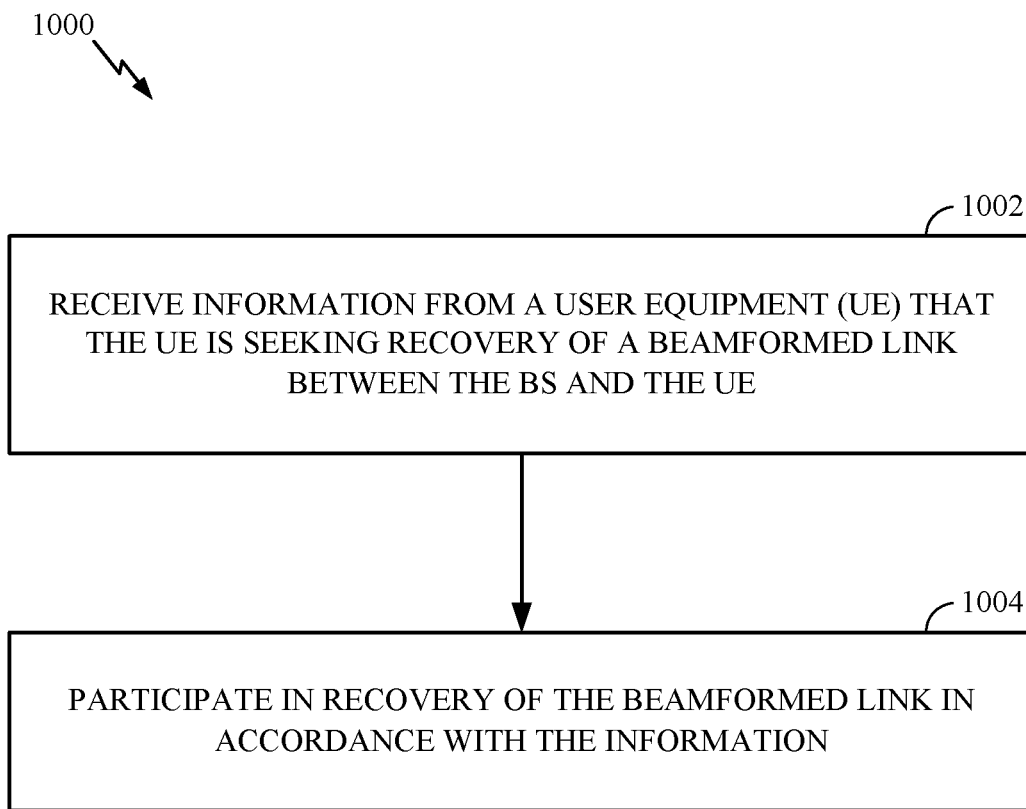 1000
1002
RECEIVE INFORMATION FROM A USER EQUIPMENT (UE) THAT
THE UE IS SEEKING RECOVERY OF A BEAMFORMED LINK
BETWEEN THE BS AND THE UE
1004
PARTICIPATE IN RECOVERY OF THE BEAMFORMED LINK IN
ACCORDANCE WITH THE INFORMATION